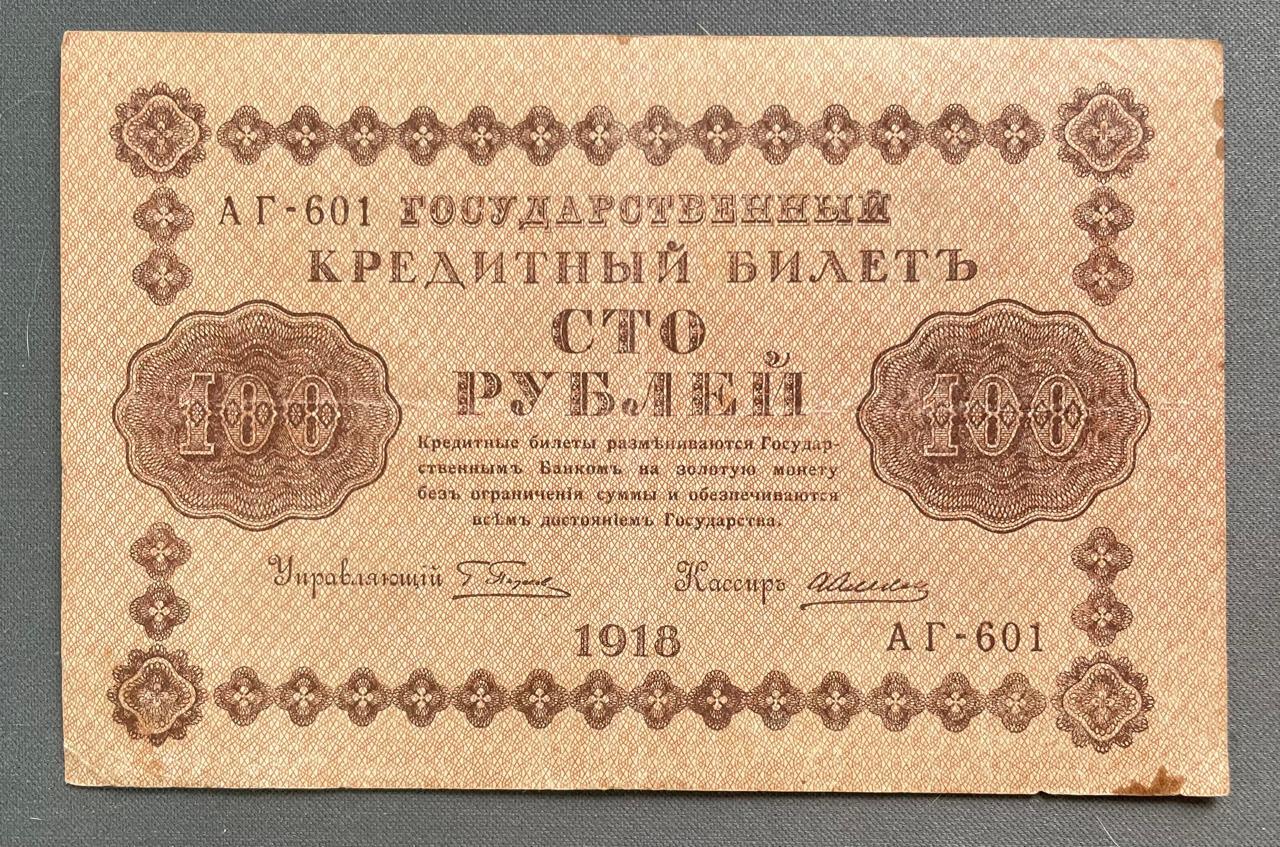 АГ-601 ГОСУДАРСТВЕННЫЙ
КРЕДИТНЫЙ БИЛЕТЪ
СТО
РУБЛЕЙ
100
100
Кредитные билеты размѣниваются Государ-
ственнымъ Банкомъ на золотую монету
безъ ограниченія суммы и обезпечиваются
всѣмъ достояніемъ Государства.
Управляющій
Кассиръ
1918
АГ-601